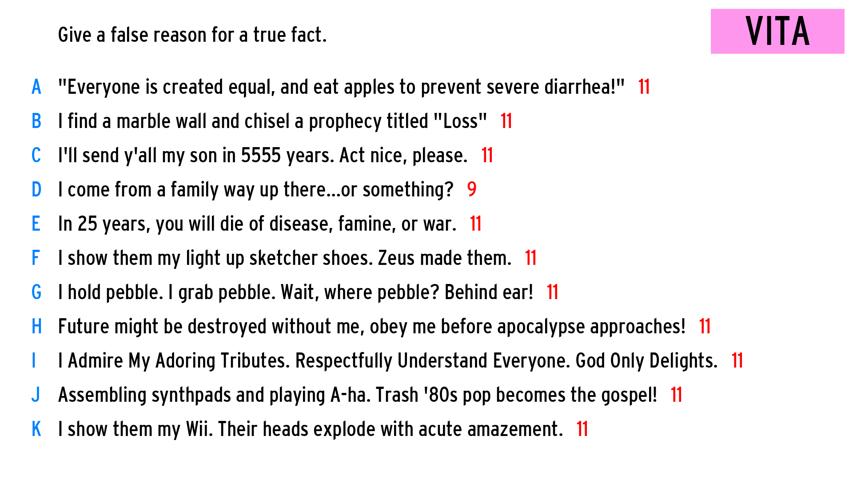 Give a false reason for a true fact.
VITA
A "Everyone is created equal, and eat apples to prevent severe diarrhea!" 11
B I find a marble wall and chisel a prophecy titled "Loss" 11
C I'll send y'all my son in 5555 years. Act nice, please. 11
D I come from a family way up there...or something? 9
E In 25 years, you will die of disease, famine, or war. 11
F I show them my light up sketcher shoes. Zeus made them. 11
G I hold pebble. I grab pebble. Wait, where pebble? Behind ear! 11
H Future might be destroyed without me, obey me before apocalypse approaches! 11
I I Admire My Adoring Tributes. Respectfully Understand Everyone. God Only Delights. 11
J Assembling synthpads and playing A-ha. Trash '80s pop becomes the gospel! 11
K I show them my Wii. Their heads explode with acute amazement. 11